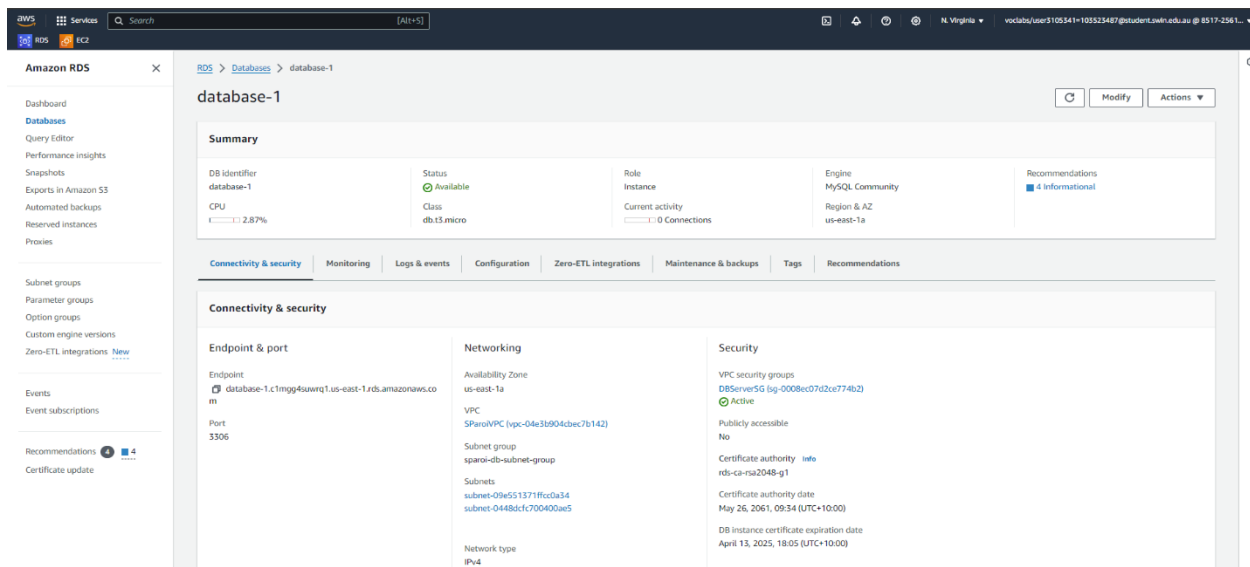 aws
Services
Search
[Alt+S]
N. Virginia
voclabs/user3105341=103523487@student.swin.edu.au @ 8517-2561...
RDS
EC2
Amazon RDS
Dashboard
Databases
Query Editor
Performance insights
Snapshots
Exports in Amazon S3
Automated backups
Reserved instances
Proxies
Subnet groups
Parameter groups
Option groups
Custom engine versions
Zero-ETL integrations New
Events
Event subscriptions
Recommendations 4 4
Certificate update
RDS > Databases > database-1
database-1
Modify
Actions
Summary
DB identifier
database-1
Status
Available
Role
Instance
Engine
MySQL Community
Recommendations
4 Informational
CPU
2.87%
Class
db.t3.micro
Current activity
0 Connections
Region & AZ
us-east-1a
Connectivity & security
Monitoring
Logs & events
Configuration
Zero-ETL integrations
Maintenance & backups
Tags
Recommendations
Connectivity & security
Endpoint & port
Endpoint
database-1.c1mgg4suwrq1.us-east-1.rds.amazonaws.co
m
Port
3306
Networking
Availability Zone
us-east-1a
VPC
SParoiVPC (vpc-04e3b904cbec7b142)
Subnet group
sparoi-db-subnet-group
Subnets
subnet-09e551371ffcc0a34
subnet-0448dcfc700400ae5
Network type
IPv4
Security
VPC security groups
DBServerSG (sg-0008ec07d2ce774b2)
Active
Publicly accessible
No
Certificate authority Info
rds-ca-rsa2048-g1
Certificate authority date
May 26, 2061, 09:34 (UTC+10:00)
DB instance certificate expiration date
April 13, 2025, 18:05 (UTC+10:00)